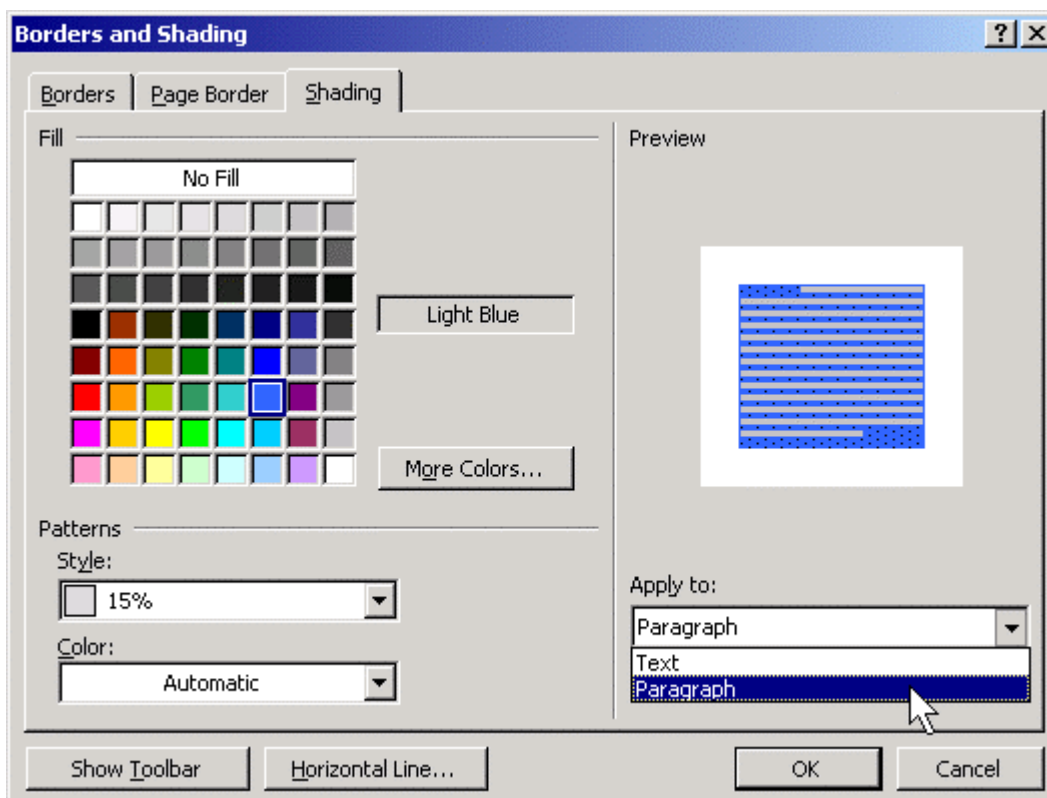 Borders and Shading
Borders
Page Border
Shading
Fill
No Fill
Light Blue
More Colors...
Patterns
Style:
15%
Color:
Automatic
Preview
Apply to:
Paragraph
Text
Paragraph
Show Toolbar
Horizontal Line...
OK
Cancel